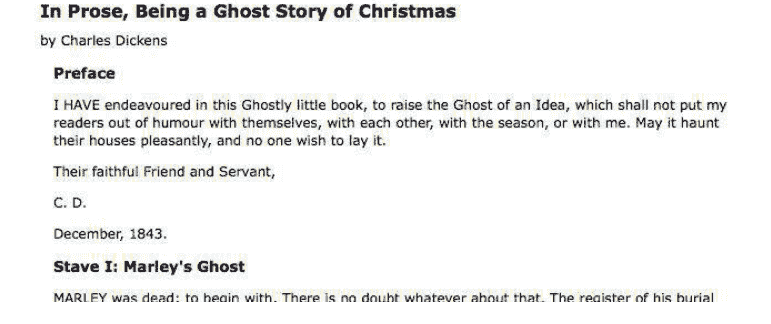 In Prose, Being a Ghost Story of Christmas
by Charles Dickens
Preface
I HAVE endeavoured in this Ghostly little book, to raise the Ghost of an Idea, which shall not put my
readers out of humour with themselves, with each other, with the season, or with me. May it haunt
their houses pleasantly, and no one wish to lay it.
Their faithful Friend and Servant,
C. D.
December, 1843.
Stave I: Marley's Ghost
MARLEY was dead: to begin with. There is no doubt whatever about that. The register of his burial